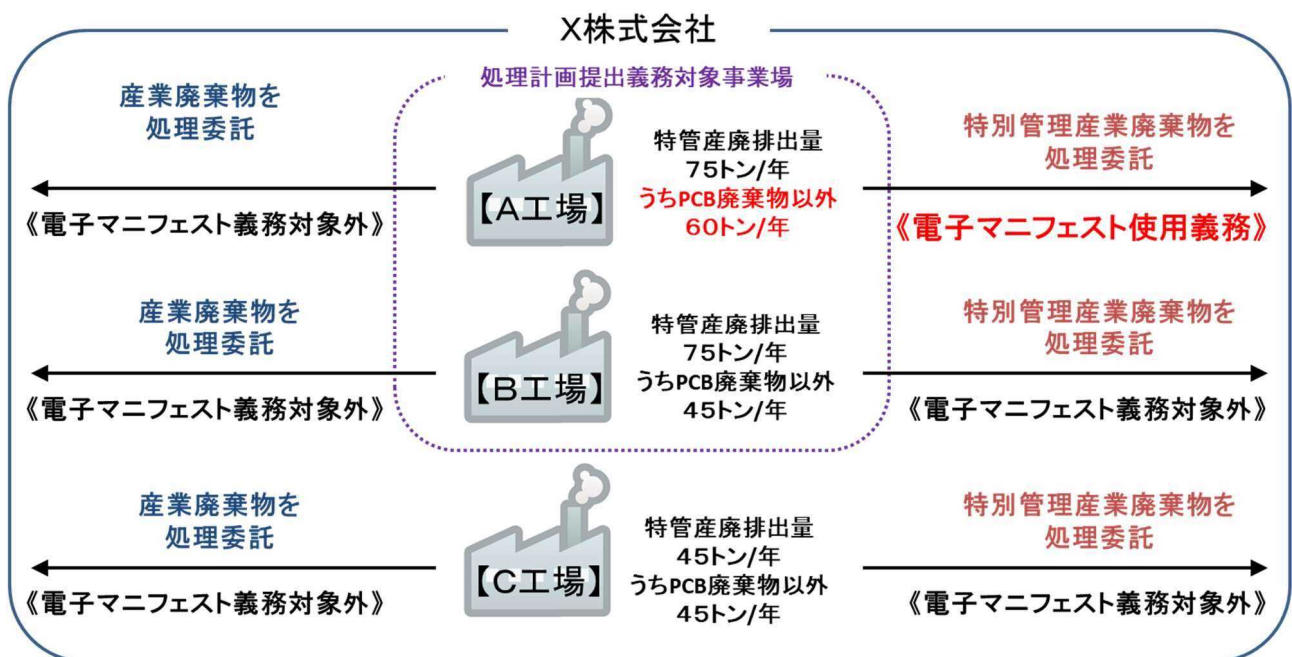 X株式会社
処理計画提出義務対象事業場
産業廃棄物を
処理委託
《電子マニフェスト義務対象外》
【A工場】
特管産廃排出量
75トン/年
うちPCB廃棄物以外
60トン/年
特別管理産業廃棄物を
処理委託
《電子マニフェスト使用義務》
産業廃棄物を
処理委託
《電子マニフェスト義務対象外》
【B工場】
特管産廃排出量
75トン/年
うちPCB廃棄物以外
45トン/年
特別管理産業廃棄物を
処理委託
《電子マニフェスト義務対象外》
産業廃棄物を
処理委託
《電子マニフェスト義務対象外》
【C工場】
特管産廃排出量
45トン/年
うちPCB廃棄物以外
45トン/年
特別管理産業廃棄物を
処理委託
《電子マニフェスト義務対象外》